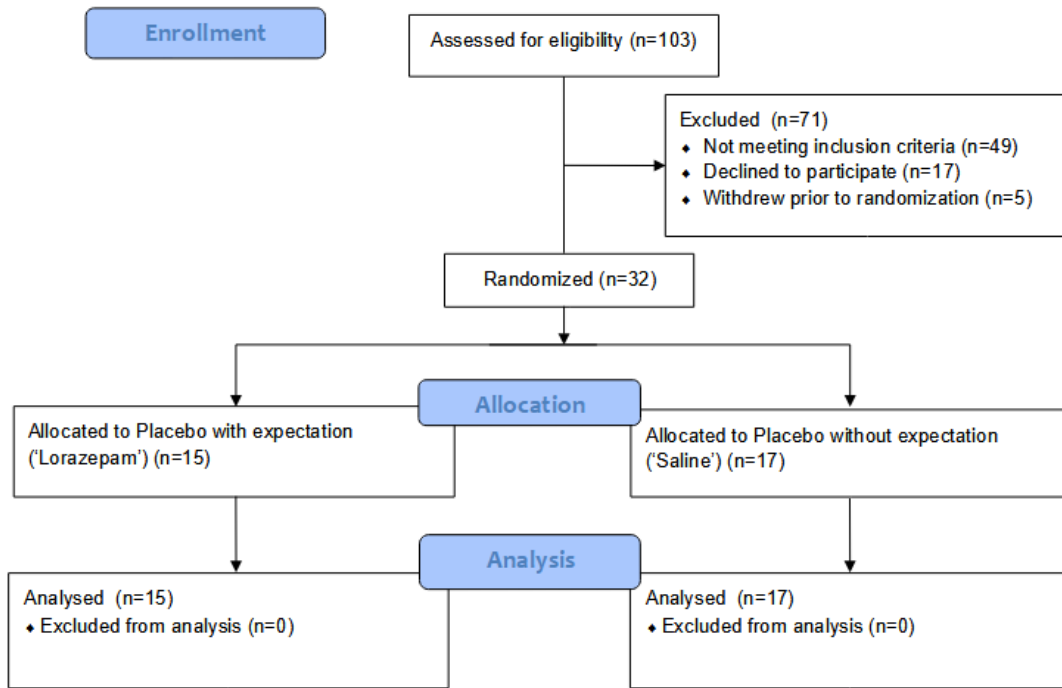 Enrollment
Assessed for eligibility (n=103)
Excluded (n=71)
♦ Not meeting inclusion criteria (n=49)
♦ Declined to participate (n=17)
♦ Withdrew prior to randomization (n=5)
Randomized (n=32)
Allocation
Allocated to Placebo with expectation
(‘Lorazepam’) (n=15)
Allocated to Placebo without expectation
(‘Saline’) (n=17)
Analysis
Analysed (n=15)
♦ Excluded from analysis (n=0)
Analysed (n=17)
♦ Excluded from analysis (n=0)